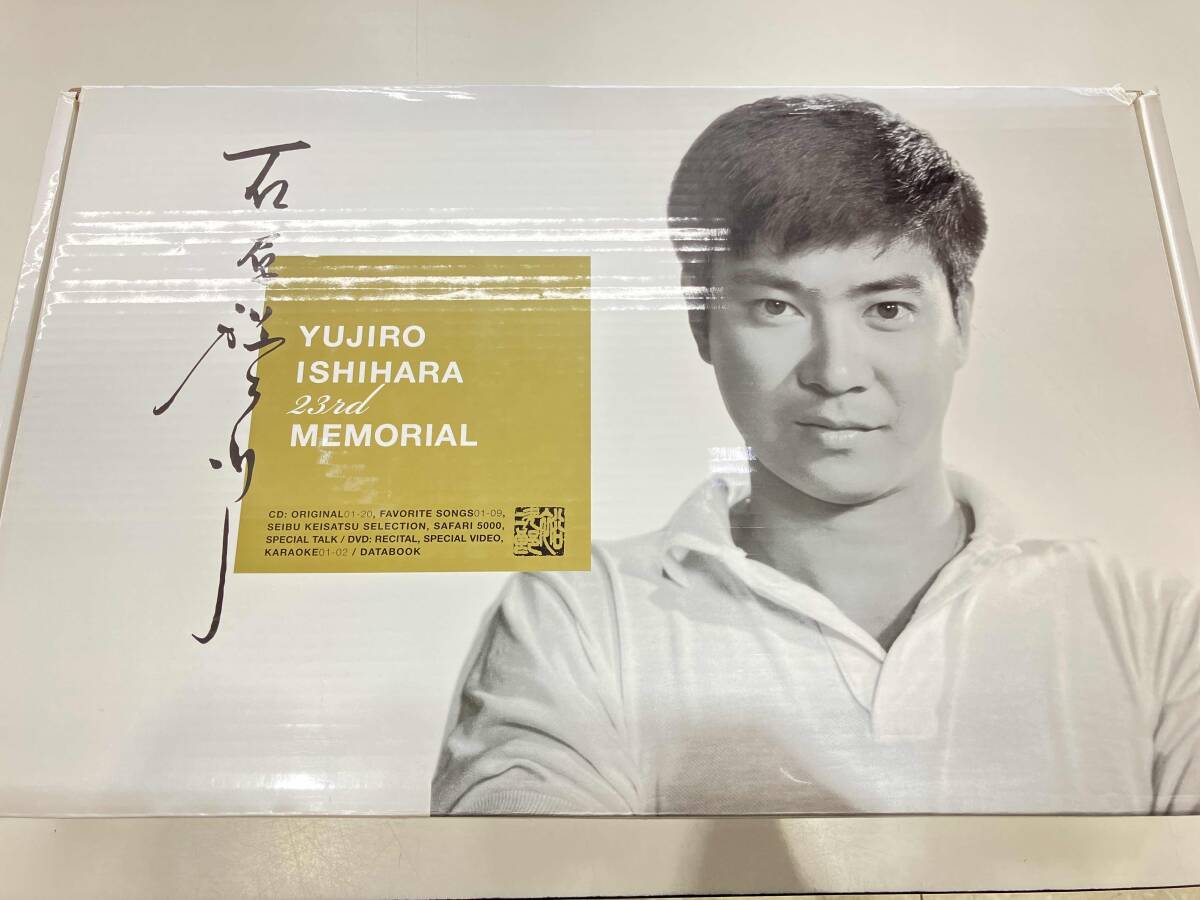 石原裕次郎
YUJIRO
ISHIHARA
23rd
MEMORIAL
CD: ORIGINAL01-20, FAVORITE SONGS01-09,
SEIBU KEISATSU SELECTION, SAFARI 5000,
SPECIAL TALK / DVD: RECITAL, SPECIAL VIDEO,
KARAOKE01-02 / DATABOOK